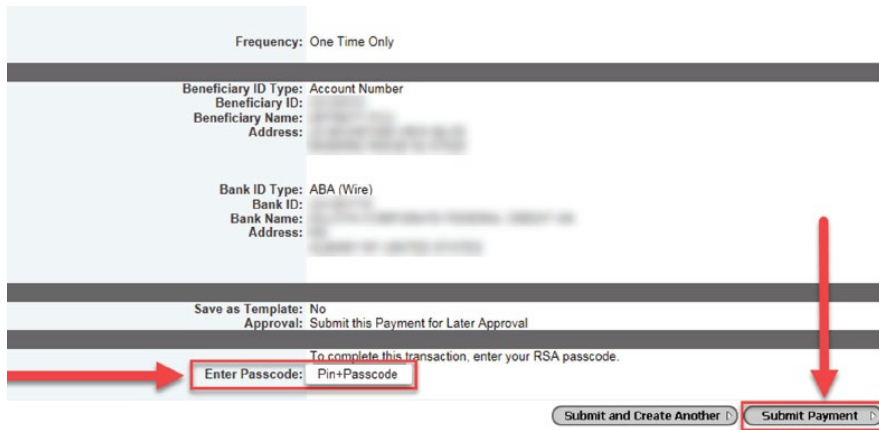 Frequency: One Time Only
Beneficiary ID Type: Account Number
Beneficiary ID:
Beneficiary Name:
Address:
Bank ID Type: ABA (Wire)
Bank ID:
Bank Name:
Address:
Save as Template: No
Approval: Submit this Payment for Later Approval
To complete this transaction, enter your RSA passcode.
Enter Passcode: Pin+Passcode
Submit and Create Another Submit Payment